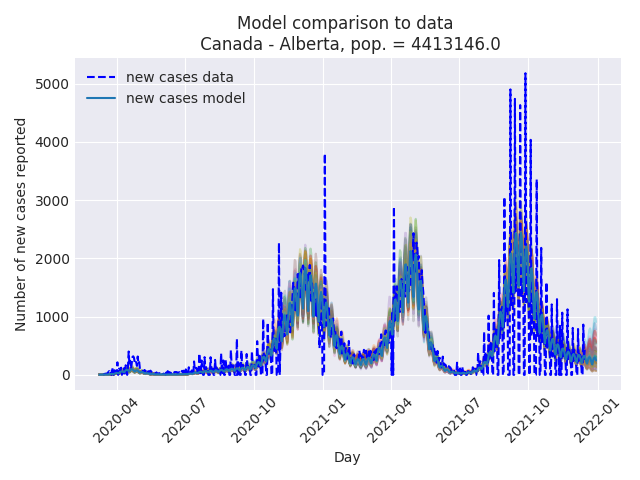 Model comparison to data
Canada - Alberta, pop. = 4413146.0
new cases data
new cases model
Number of new cases reported
5000
4000
3000
2000
1000
0
2020-04
2020-07
2020-10
2021-01
2021-04
2021-07
2021-10
2022-01
Day